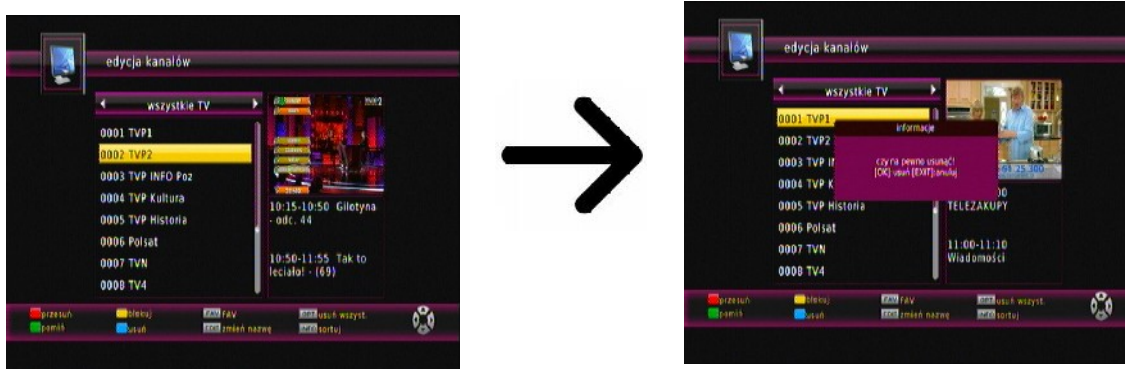 edycja kanałów
wszystkie TV
0001 TVP1
0002 TVP2
0003 TVP INFO Poz
0004 TVP Kultura
0005 TVP Historia
0006 Polsat
0007 TVN
0008 TV4
10:15-10:50 Gilotyna
- odc. 44
10:50-11:55 Tak to
leciało! - (69)
przesuń
blokuj
FAV FAV
usuń wszyst.
pomiń
usuń
zmień nazwę
INFO sortuj
edycja kanałów
wszystkie TV
0001 TVP1
0002 TVP2
0003 TVP
0004 TVP K
0005 TVP Historia
0006 Polsat
0007 TVN
0008 TV4
informacje
czy na pewno usunąć!
[OK] usuń [EXIT]anuluj
TELEZAKUPY
11:00-11:10
Wiadomości
przesuń
blokuj
FAV FAV
usuń wszyst.
pomiń
usuń
zmień nazwę
INFO sortuj